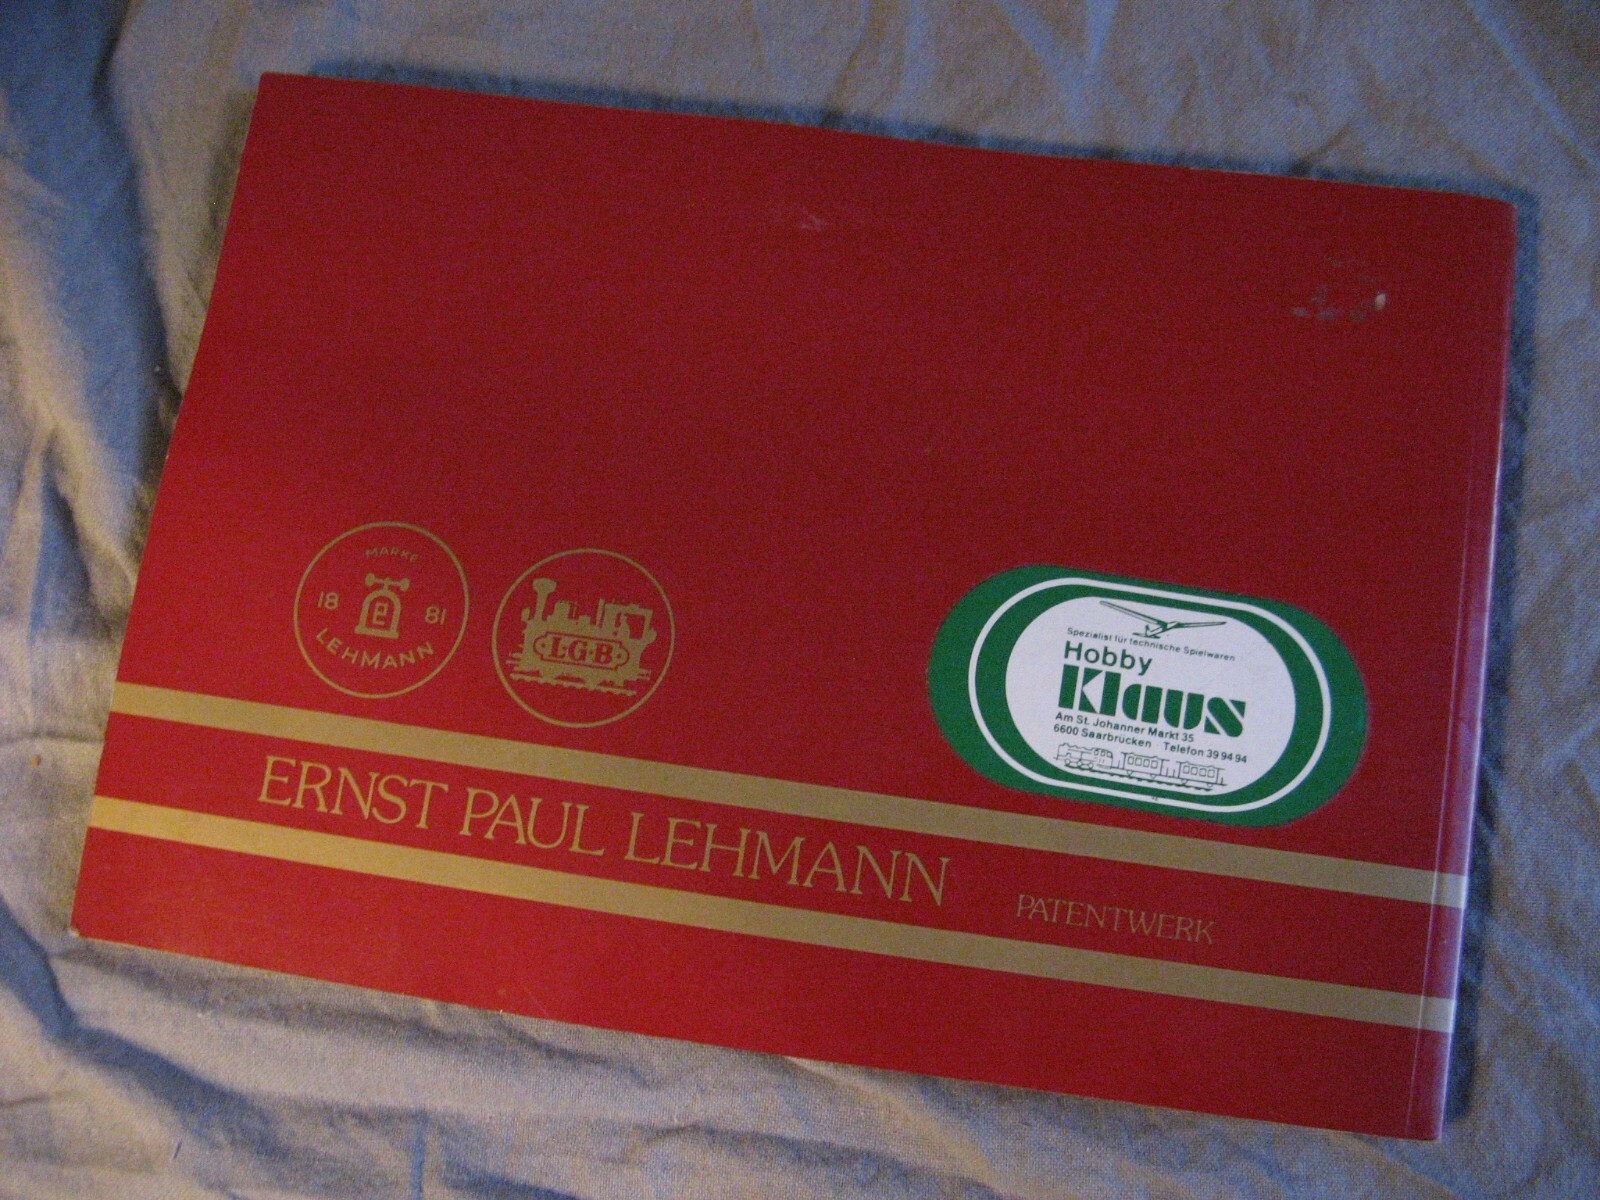 MARKE
18 e 81
LEHMANN
L·G·B
Spezialist für technische Spielwaren
Hobby
Klaus
Am St. Johanner Markt 35
6600 Saarbrücken Telefon 39 94 94
ERNST PAUL LEHMANN PATENTWERK